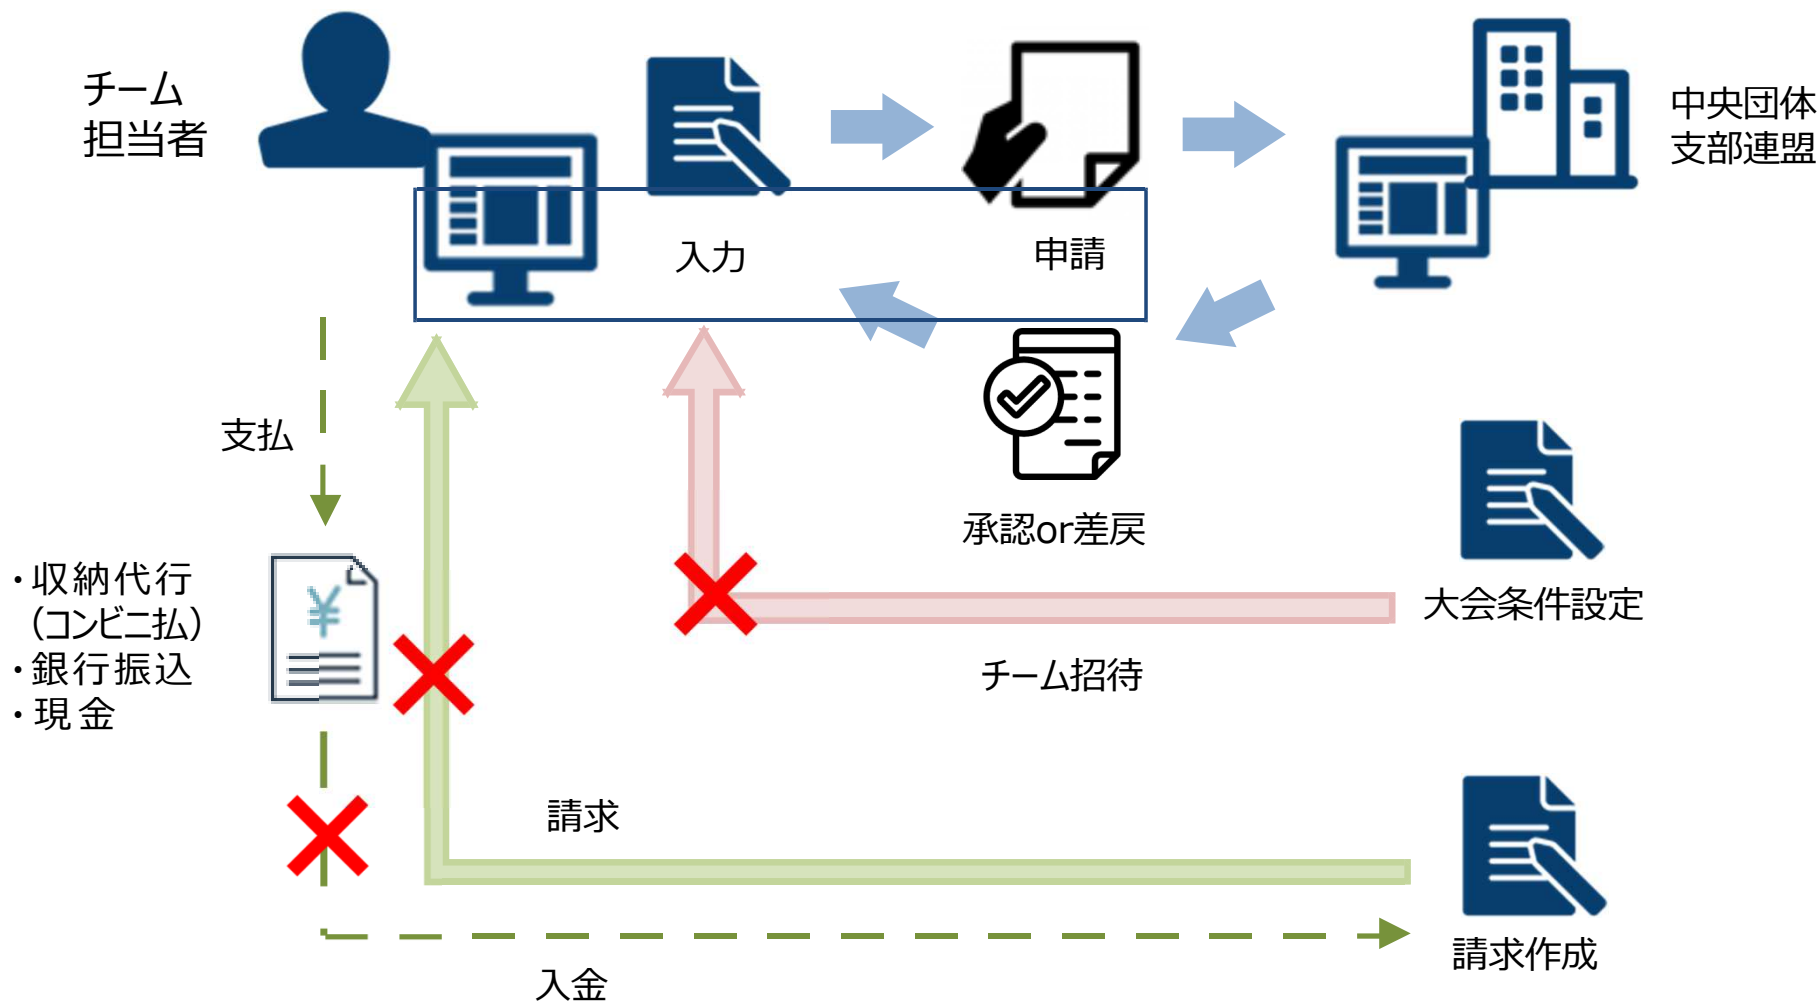 チーム
担当者
入力
申請
中央団体
支部連盟
支払
承認or差戻
・収納代行
（コンビニ払）
・銀行振込
・現金
¥
大会条件設定
チーム招待
請求
請求作成
入金